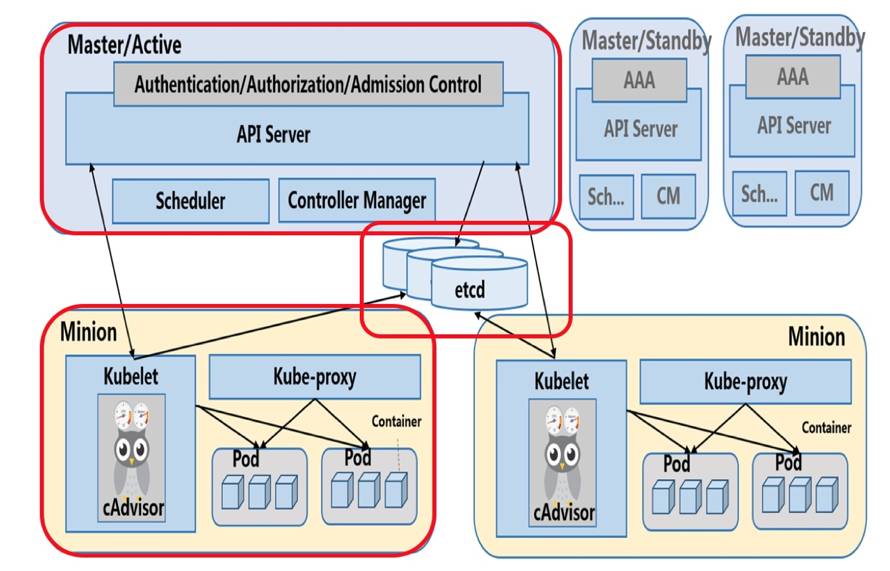 Master/Active
Authentication/Authorization/Admission Control
API Server
Scheduler
Controller Manager
Master/Standby
AAA
API Server
Sch...
CM
Master/Standby
AAA
API Server
Sch...
CM
etcd
Minion
Kubelet
cAdvisor
Kube-proxy
Container
Pod
Pod
Minion
Kubelet
cAdvisor
Kube-proxy
Container
Pod
Pod